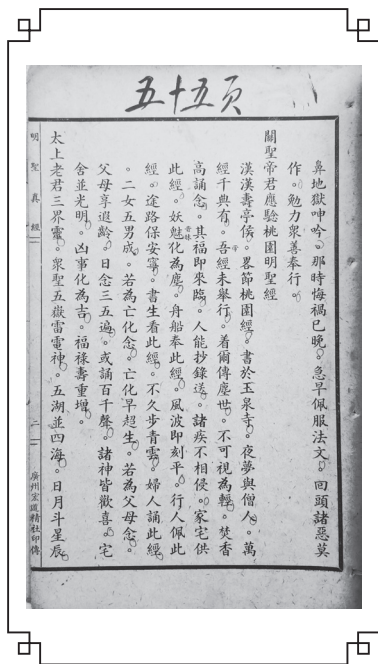 五十五頁
鼻地獄呻吟。那時悔禍已晚。急早佩服法文。回頭諸惡莫
作。勉力衆善奉行。
關聖帝君應驗桃園明聖經
漢漢壽亭侯。畧節桃園經。書於玉泉寺。夜夢與僧人。萬
經千典有。吾經未舉行。着爾傳塵世。不可視為輕。焚香
高誦念。其福即來臨。人能抄錄送。諸疾不相侵。家宅供
此經。妖魅化為塵。舟船奉此經。風波即刻平。行人佩此
經。途路保安寧。書生看此經。不久步青雲。婦人誦此經
。二女五男成。若為亡化念。亡化早超生。若為父母念。
父母享遐齡。日念三五遍。或誦百千聲。諸神皆歡喜。宅
舍並光明。凶事化為吉。福祿壽重增。
太上老君三界靈。衆聖五嶽雷電神。五湖並四海。日月斗星辰
明聖真經
二
廣州宏道精社印傳